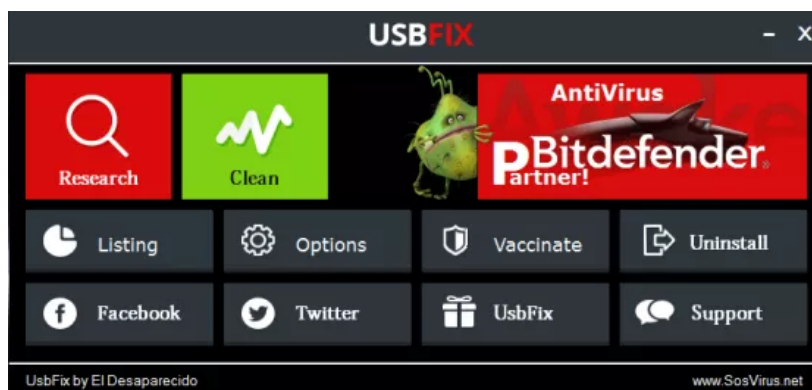 USBFIX
Research
Clean
AntiVirus
Bitdefender
Partner!
Listing
Options
Vaccinate
Uninstall
Facebook
Twitter
UsbFix
Support
UsbFix by El Desaparecido
www.SosVirus.net